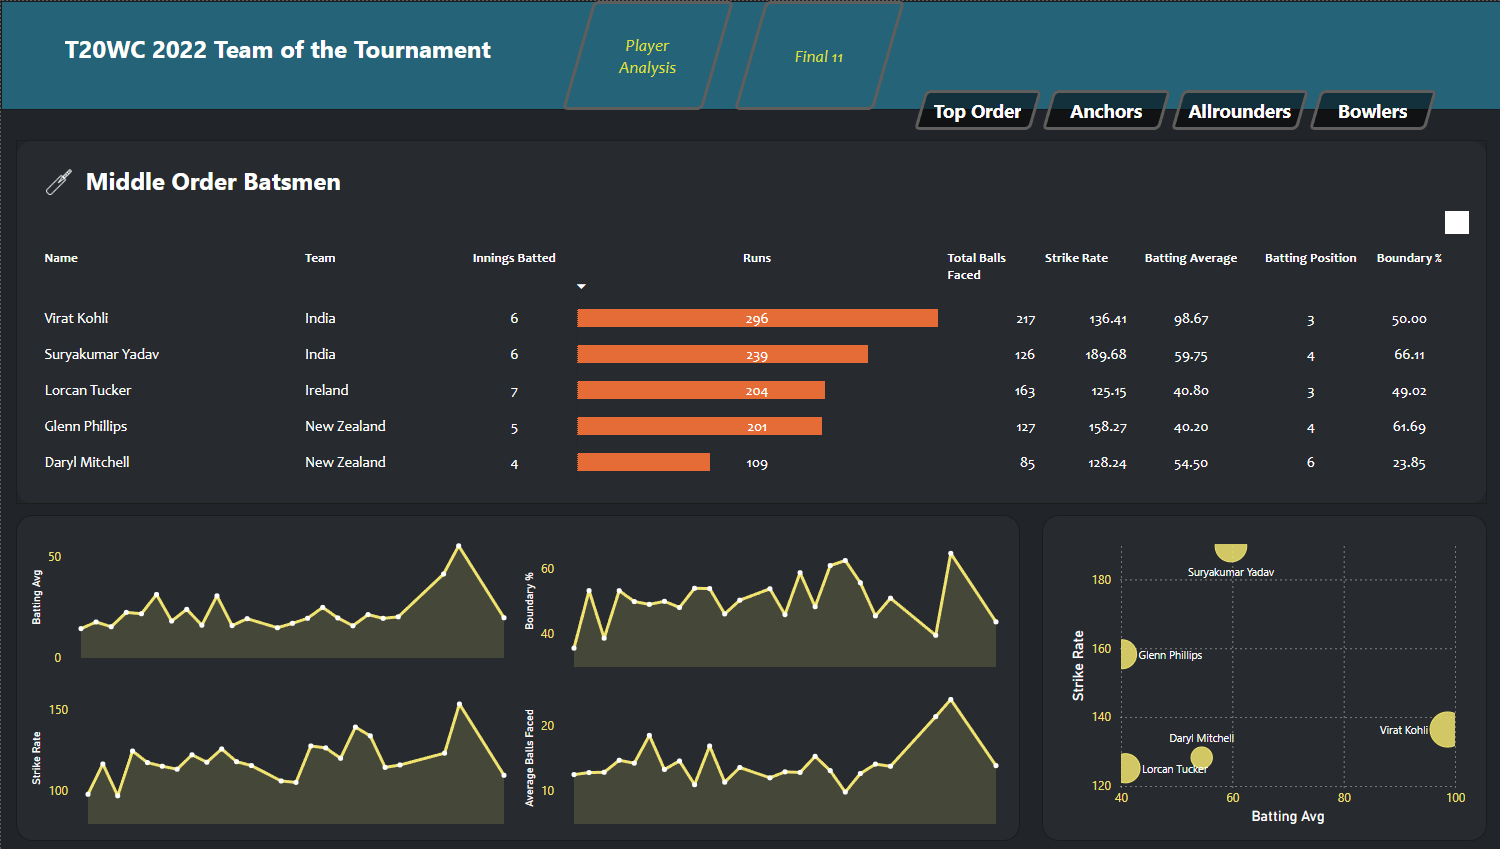 T20WC 2022 Team of the Tournament
Player
Analysis
Final 11
Top Order
Anchors
Allrounders
Bowlers
Middle Order Batsmen
Name Team Innings Batted Runs Total Balls Faced Strike Rate Batting Average Batting Position Boundary %
Virat Kohli India 6 296 217 136.41 98.67 3 50.00
Suryakumar Yadav India 6 239 126 189.68 59.75 4 66.11
Lorcan Tucker Ireland 7 204 163 125.15 40.80 3 49.02
Glenn Phillips New Zealand 5 201 127 158.27 40.20 4 61.69
Daryl Mitchell New Zealand 4 109 85 128.24 54.50 6 23.85
Batting Avg
50
0
Boundary %
60
40
Strike Rate
150
100
Average Balls Faced
20
10
Strike Rate
180
160
140
120
Suryakumar Yadav
Glenn Phillips
Virat Kohli
Daryl Mitchell
Lorcan Tucker
40 60 80 100
Batting Avg